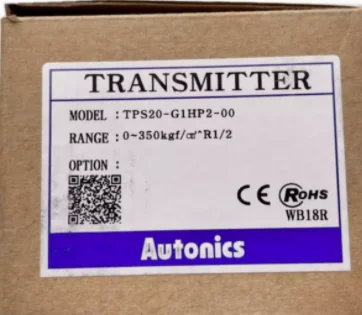 TRANSMITTER
MODEL : TPS20-G1HP2-00
RANGE : 0~350kgf/㎠^R1/2
OPTION :
CE RoHS
WB18R
Autonics